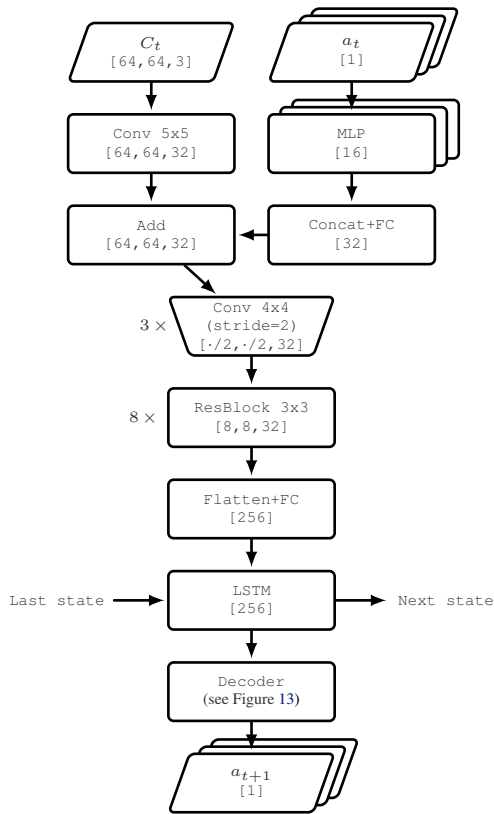 C_t
[64,64,3]
a_t
[1]
Conv 5x5
[64,64,32]
MLP
[16]
Add
[64,64,32]
Concat+FC
[32]
3 ×
Conv 4x4
(stride=2)
[·/2,·/2,32]
8 ×
ResBlock 3x3
[8,8,32]
Flatten+FC
[256]
Last state
LSTM
[256]
Next state
Decoder
(see Figure 13)
a_{t+1}
[1]